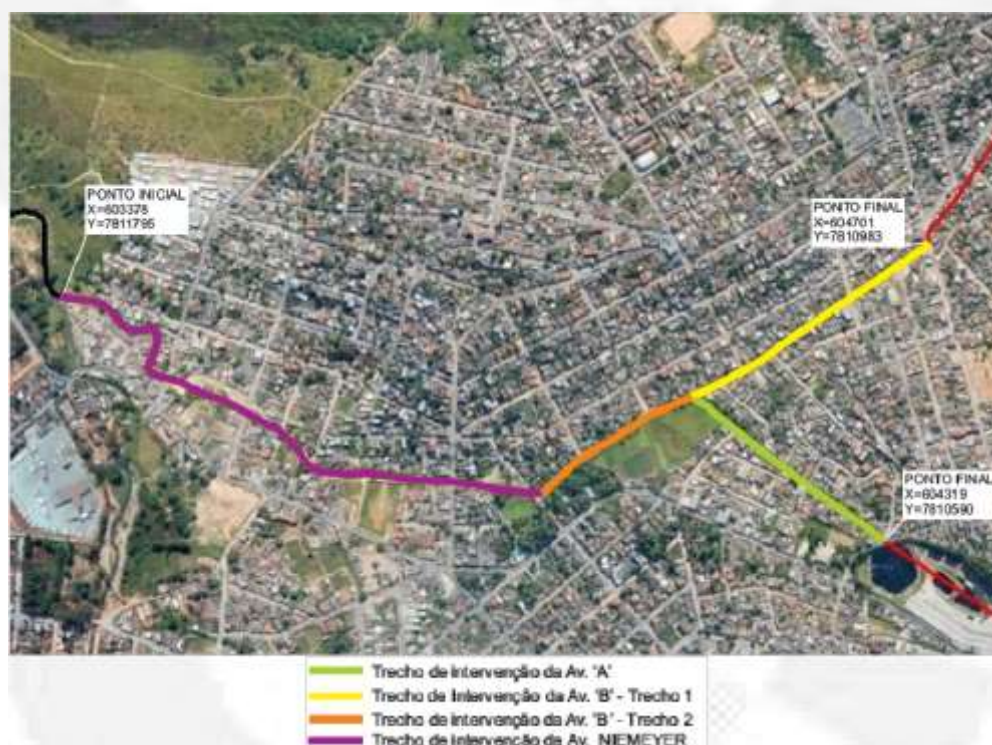 PONTO INICIAL
X=603378
Y=7811795
PONTO FINAL
X=604701
Y=7810983
PONTO FINAL
X=604319
Y=7810590
Trecho de intervenção da Av. 'A'
Trecho de Intervenção da Av. 'B' - Trecho 1
Trecho de intervenção da Av. 'B' - Trecho 2
Trecho de intervenção da Av. NIEMEYER